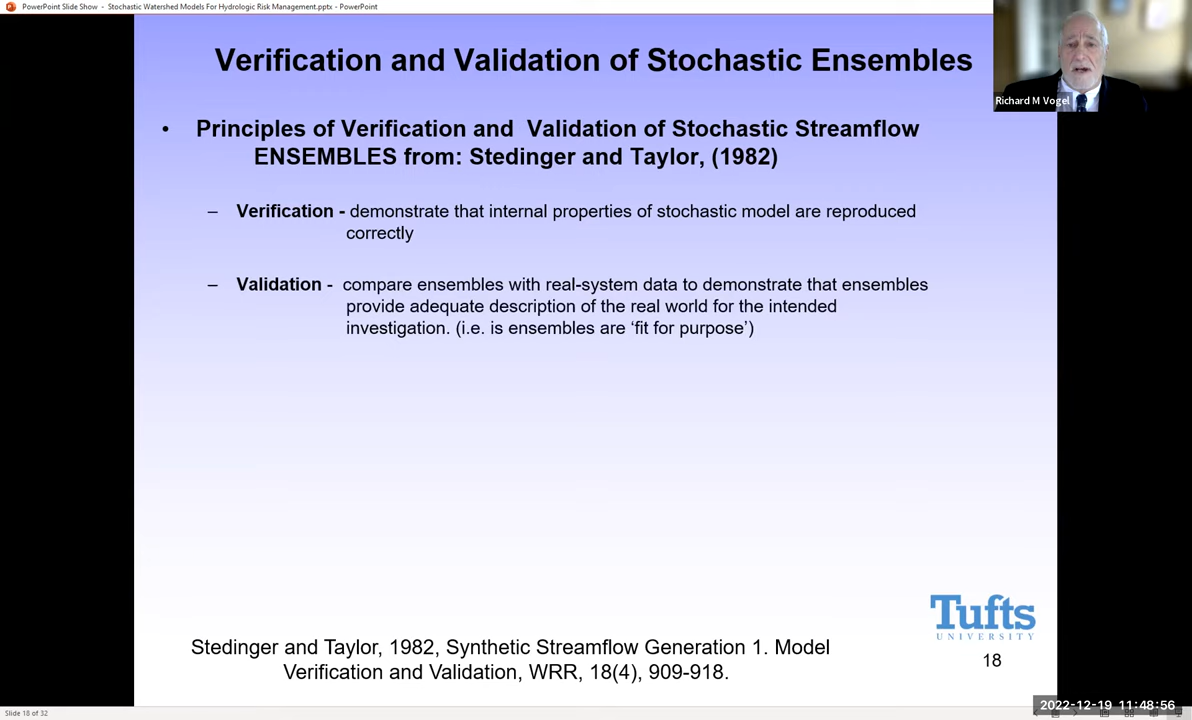 PowerPoint Slide Show - Stochastic Watershed Models For Hydrologic Risk Management.pptx - PowerPoint
Verification and Validation of Stochastic Ensembles
Richard M Vogel
• Principles of Verification and Validation of Stochastic Streamflow
ENSEMBLES from: Stedinger and Taylor, (1982)
– Verification - demonstrate that internal properties of stochastic model are reproduced
correctly
– Validation - compare ensembles with real-system data to demonstrate that ensembles
provide adequate description of the real world for the intended
investigation. (i.e. is ensembles are ‘fit for purpose’)
Tufts
UNIVERSITY
Stedinger and Taylor, 1982, Synthetic Streamflow Generation 1. Model
Verification and Validation, WRR, 18(4), 909-918.
18
2022-12-19 11:48:56
Slide 18 of 32